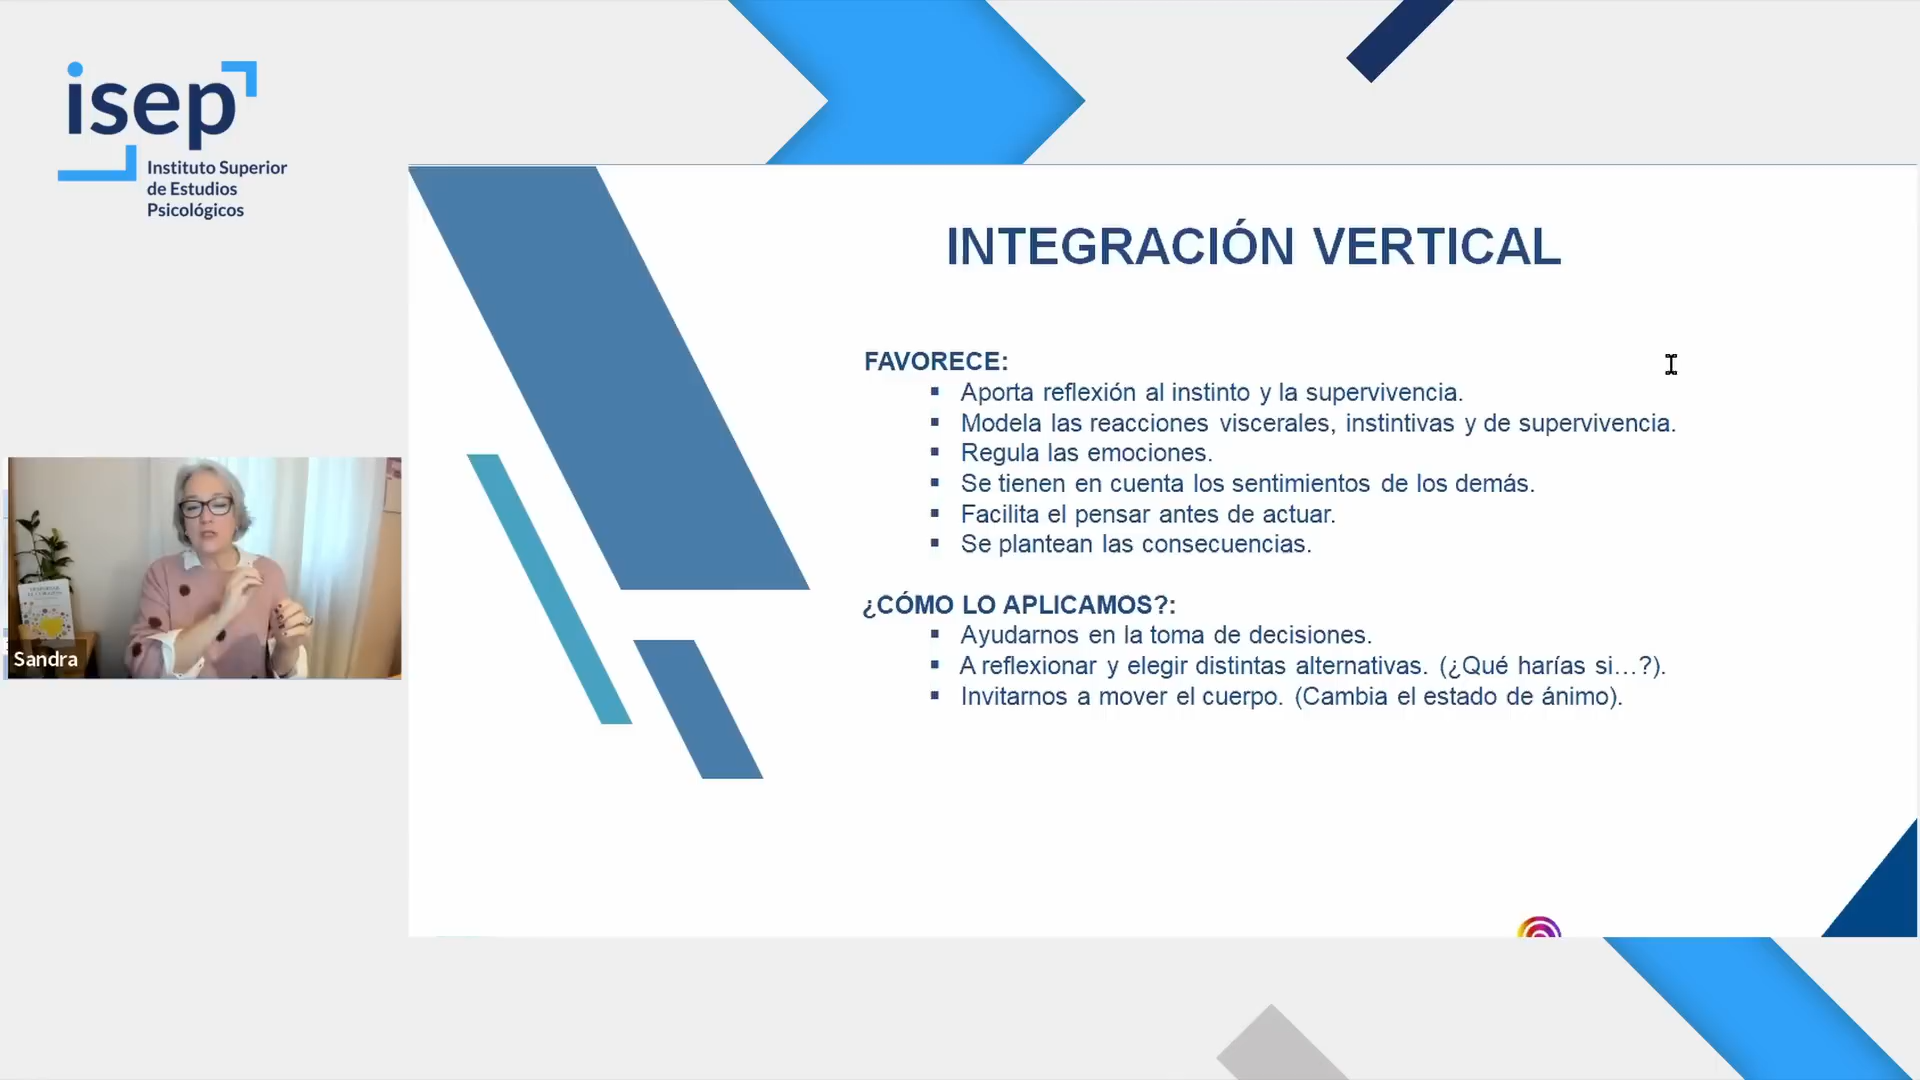 isep
Instituto Superior
de Estudios
Psicológicos
INTEGRACIÓN VERTICAL
FAVORECE:
▪ Aporta reflexión al instinto y la supervivencia.
▪ Modela las reacciones viscerales, instintivas y de supervivencia.
▪ Regula las emociones.
▪ Se tienen en cuenta los sentimientos de los demás.
▪ Facilita el pensar antes de actuar.
▪ Se plantean las consecuencias.
¿CÓMO LO APLICAMOS?:
▪ Ayudarnos en la toma de decisiones.
▪ A reflexionar y elegir distintas alternativas. (¿Qué harías si…?).
▪ Invitarnos a mover el cuerpo. (Cambia el estado de ánimo).
Sandra